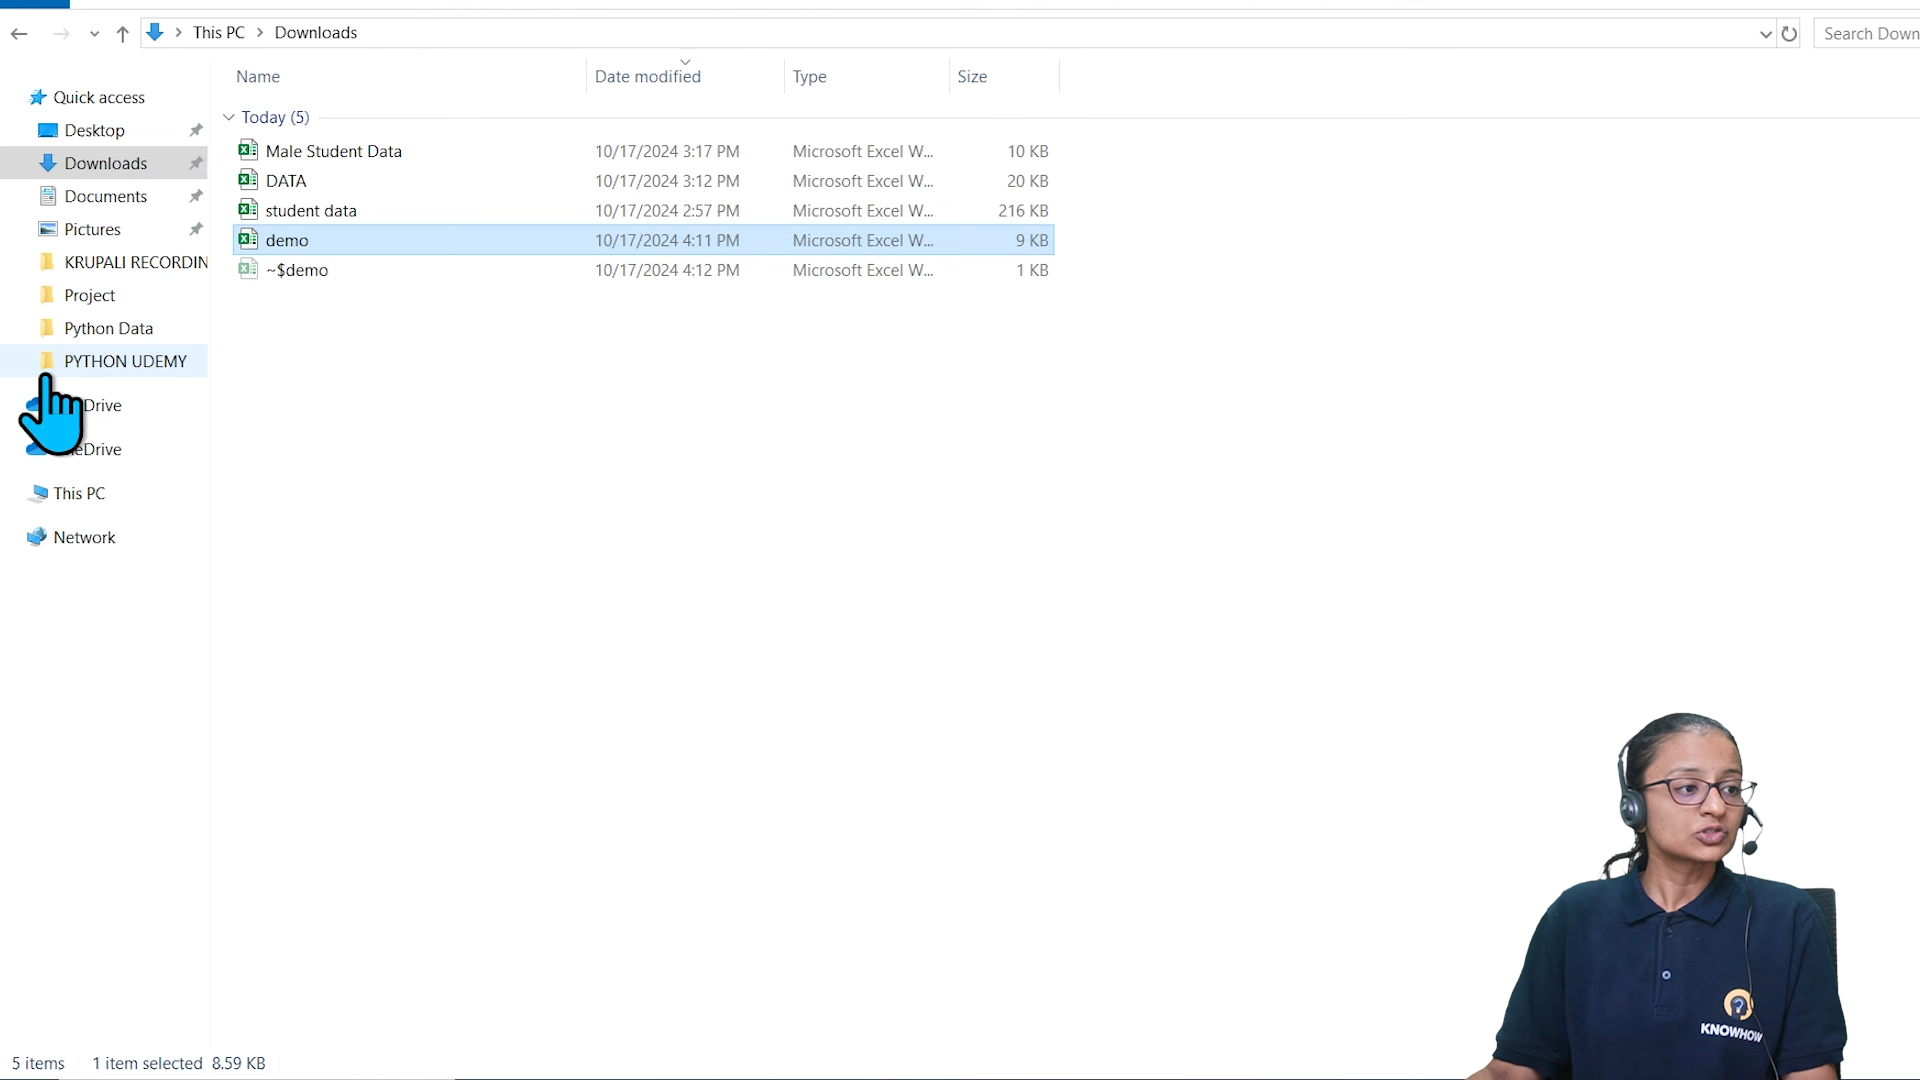 This PC > Downloads
Search Down
Name Date modified Type Size
Quick access
Today (5)
Desktop
Male Student Data 10/17/2024 3:17 PM Microsoft Excel W... 10 KB
Downloads
DATA 10/17/2024 3:12 PM Microsoft Excel W... 20 KB
Documents
student data 10/17/2024 2:57 PM Microsoft Excel W... 216 KB
Pictures
demo 10/17/2024 4:11 PM Microsoft Excel W... 9 KB
KRUPALI RECORDIN
~$demo 10/17/2024 4:12 PM Microsoft Excel W... 1 KB
Project
Python Data
PYTHON UDEMY
Drive
eDrive
This PC
Network
KNOWHOW
5 items 1 item selected 8.59 KB